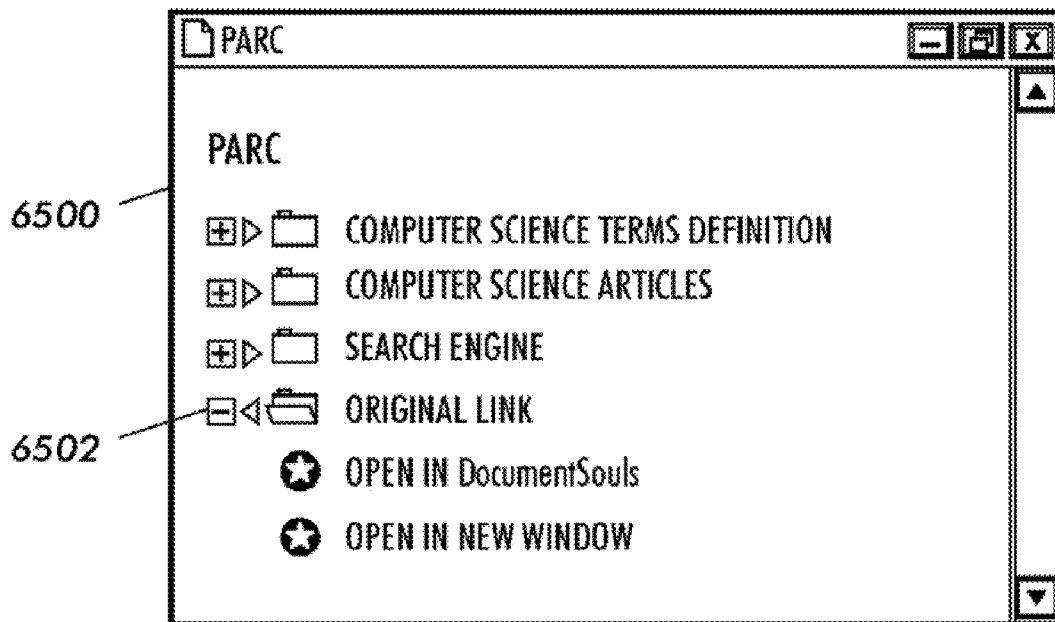 PARC
PARC
6500
COMPUTER SCIENCE TERMS DEFINITION
COMPUTER SCIENCE ARTICLES
SEARCH ENGINE
ORIGINAL LINK
6502
OPEN IN DocumentSouls
OPEN IN NEW WINDOW